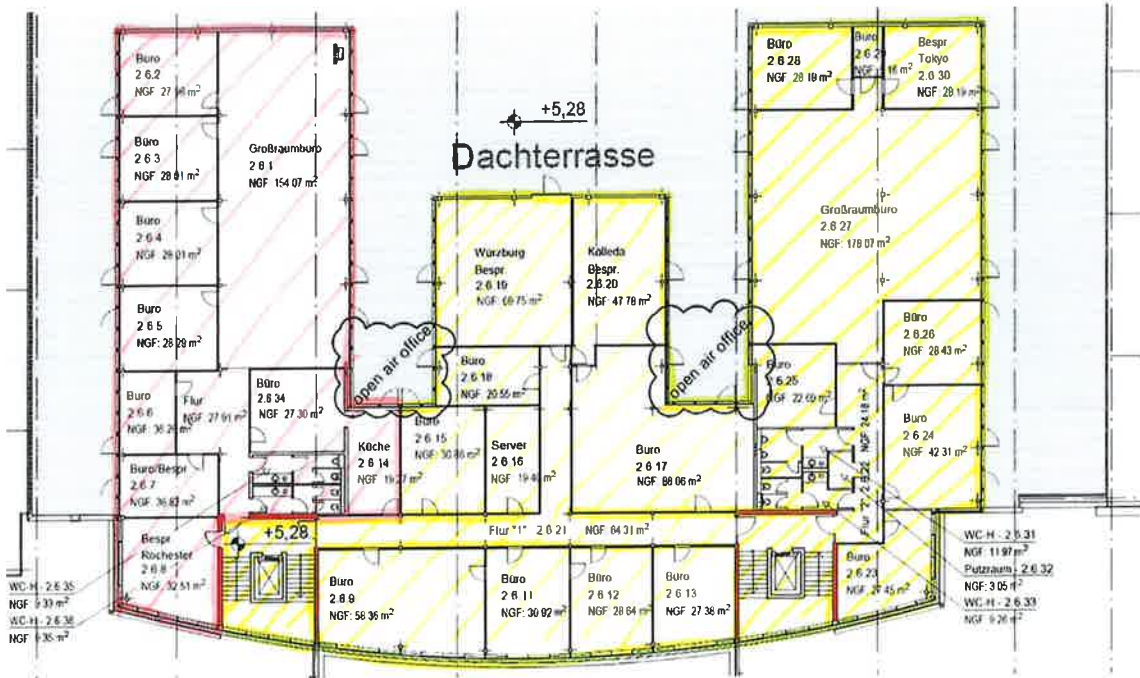 Büro
2.6.2
Büro
2.6.3
NGF: 28.01 m²
Büro
2.6.4
NGF: 28.01 m²
Büro
2.6.5
NGF: 28.29 m²
Büro
2.6.6
Flur
NGF: 27.91 m²
Büro/Bespr
2.6.7
NGF: 36.82 m²
Bespr
Rochester
2.6.8
NGF: 32.51 m²
Großraumbüro
2.6.1
NGF: 154.07 m²
Büro
2.6.34
NGF: 27.30 m²
+5,28
Dachterrasse
open air office
Würzburg
Bespr.
2.6.19
NGF: 69.75 m²
Kölleda
Bespr.
2.6.20
NGF: 47.78 m²
Büro
2.6.18
NGF: 20.55 m²
open air office
Küche
2.6.14
Büro
2.6.15
Server
2.6.16
Büro
2.6.17
NGF: 88.06 m²
Büro
2.6.28
NGF: 28.19 m²
Büro
Bespr
Tokyo
2.6.30
NGF: 28.19 m²
Großraumbüro
2.6.27
NGF: 178.07 m²
Büro
2.6.26
NGF: 28.43 m²
Büro
2.6.25
NGF: 22.69 m²
Büro
2.6.24
NGF: 42.31 m²
Flur "2" 2.6.22 NGF: 24.18 m²
Flur "1" 2.6.21 NGF: 64.31 m²
+5,28
Büro
2.6.9
NGF: 58.36 m²
Büro
2.6.11
NGF: 30.92 m²
Büro
2.6.12
NGF: 28.64 m²
Büro
2.6.13
NGF: 27.38 m²
Büro
2.6.23
WC-H - 2.6.35
WC-H - 2.6.36
WC-H - 2.6.31
NGF: 11.97 m²
Putzraum - 2.6.32
NGF: 3.05 m²
WC-H - 2.6.33
NGF: 9.26 m²